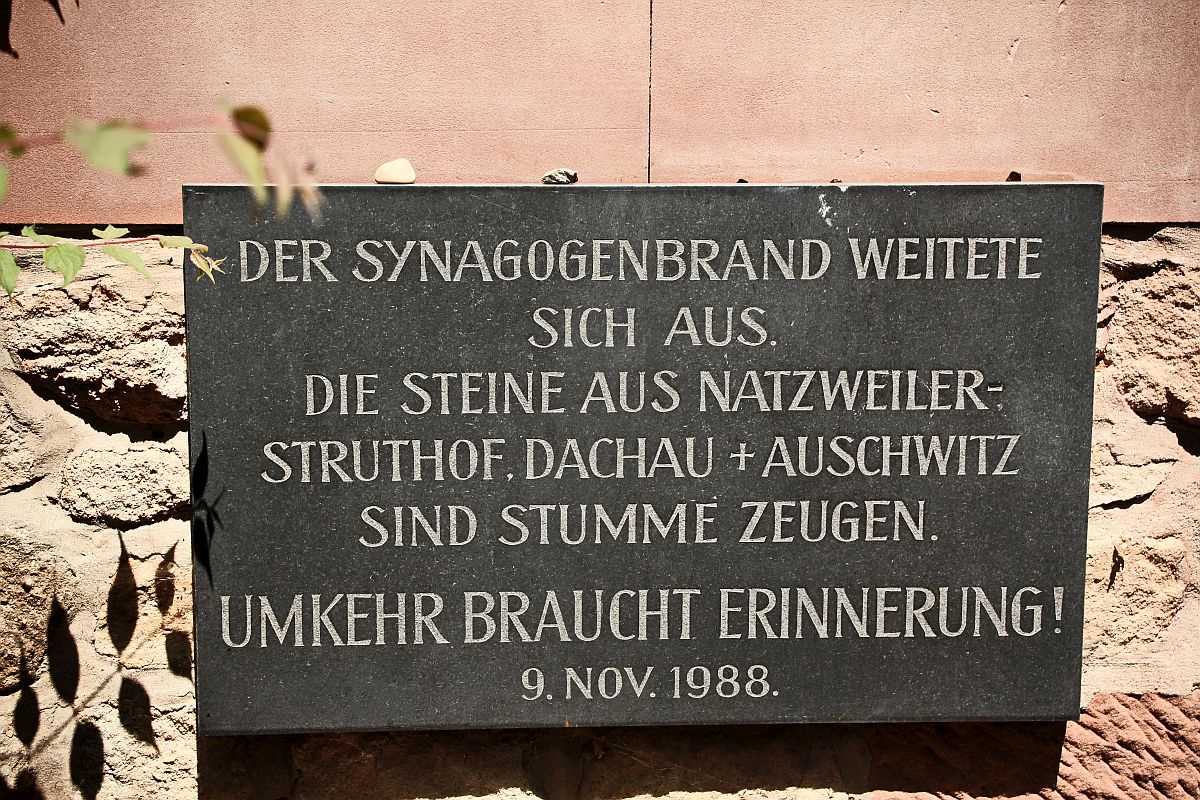 DER SYNAGOGENBRAND WEITETE
SICH AUS.
DIE STEINE AUS NATZWEILER-
STRUTHOF, DACHAU + AUSCHWITZ
SIND STUMME ZEUGEN.
UMKEHR BRAUCHT ERINNERUNG!
9. NOV. 1988.